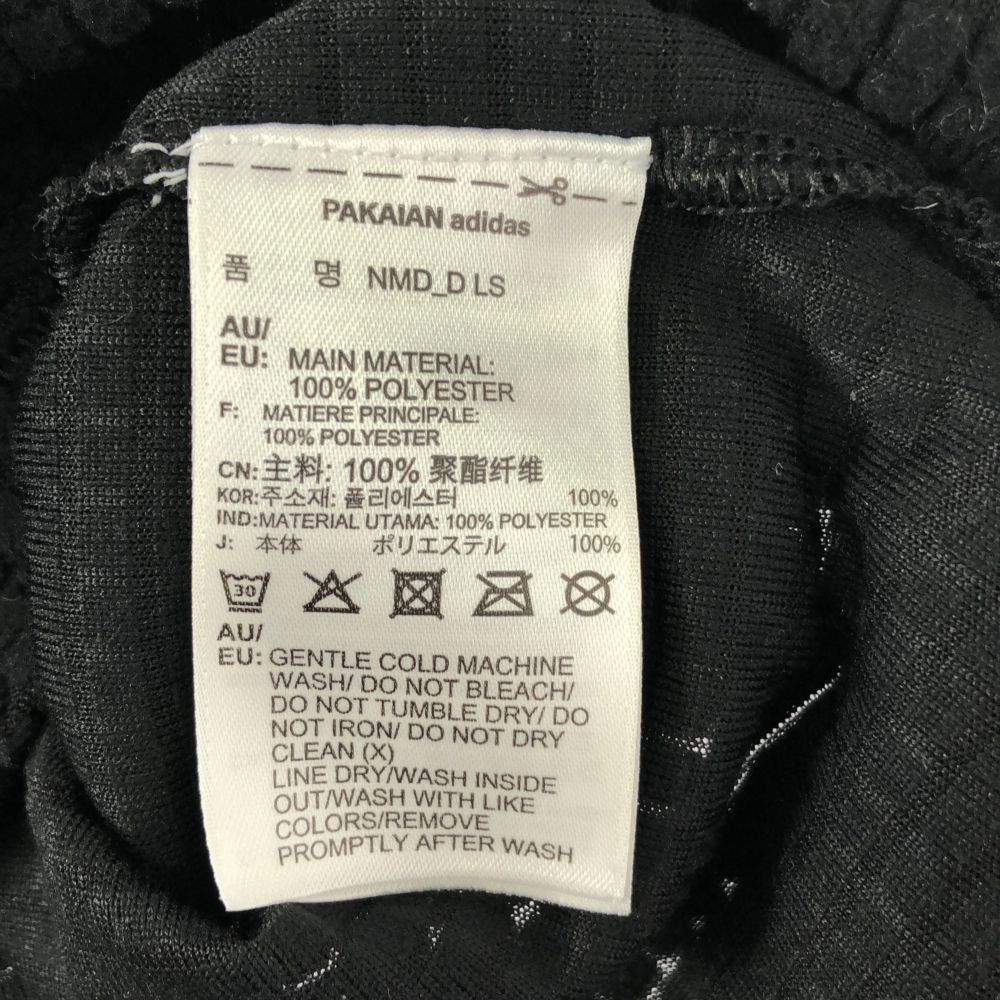 PAKAIAN adidas
품 명 NMD_D LS
AU/
EU: MAIN MATERIAL:
100% POLYESTER
F: MATIERE PRINCIPALE:
100% POLYESTER
CN: 主料: 100% 聚酯纤维
KOR: 주소재: 폴리에스터 100%
IND: MATERIAL UTAMA: 100% POLYESTER
J: 本体 ポリエステル 100%
30
AU/
EU: GENTLE COLD MACHINE
WASH/ DO NOT BLEACH/
DO NOT TUMBLE DRY/ DO
NOT IRON/ DO NOT DRY
CLEAN (X)
LINE DRY/WASH INSIDE
OUT/WASH WITH LIKE
COLORS/REMOVE
PROMPTLY AFTER WASH